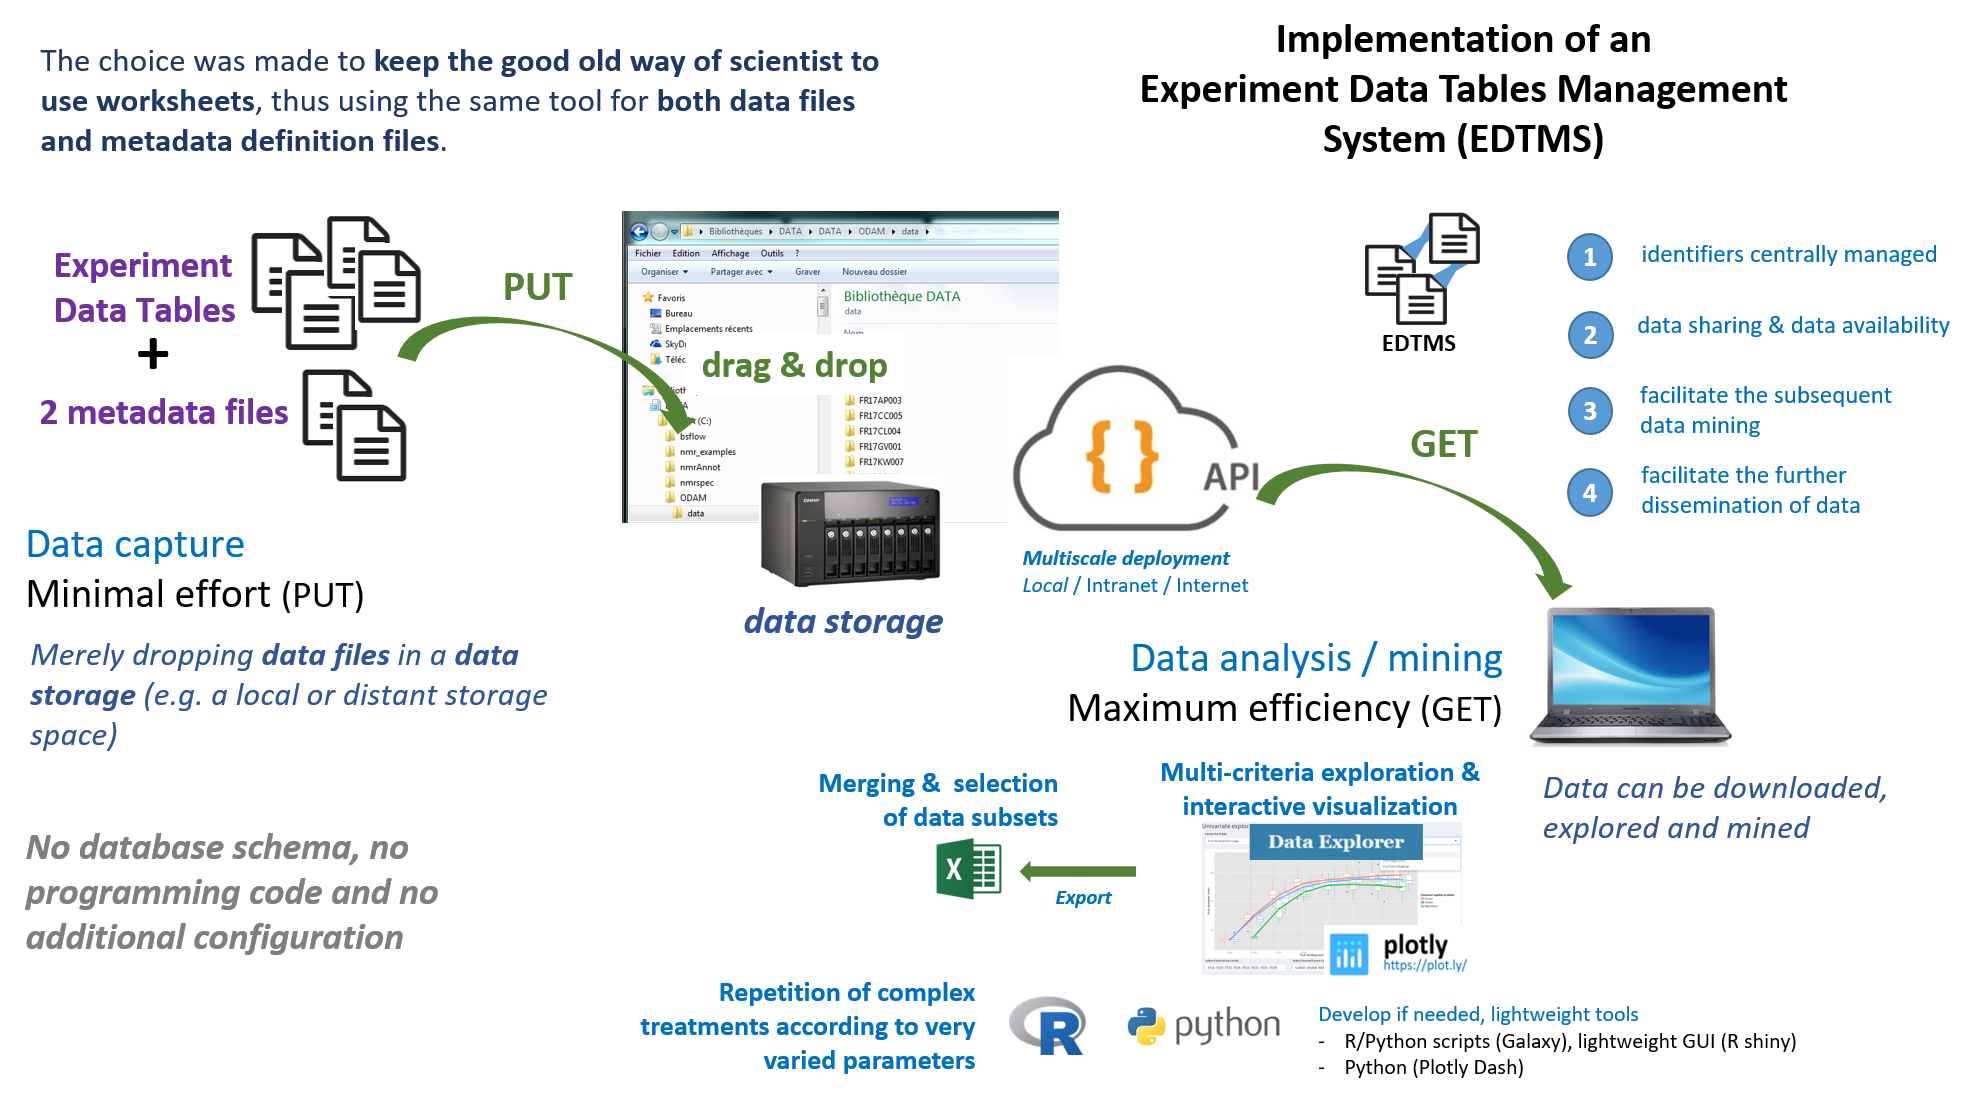 The choice was made to keep the good old way of scientist to
use worksheets, thus using the same tool for both data files
and metadata definition files.
Implementation of an
Experiment Data Tables Management
System (EDTMS)
Experiment
Data Tables
+
2 metadata files
PUT
Bibliothèques ▸ DATA ▸ DATA ▸ ODAM ▸ data ▸
Fichier Edition Affichage Outils ?
Organiser Partager avec Graver Nouveau dossier
Favoris
Bureau
Emplacements récents
SkyDr
Téléc
Bibliothèque DATA
data
Nom
drag & drop
(C:)
bsflow
nmr_examples
nmrAnnot
nmrspec
ODAM
data
FR17AP003
FR17CC005
FR17CL004
FR17GV001
FR17KW007
QNAP
data storage
{ }
API
Multiscale deployment
Local / Intranet / Internet
EDTMS
1 identifiers centrally managed
2 data sharing & data availability
3 facilitate the subsequent
data mining
4 facilitate the further
dissemination of data
GET
Data capture
Minimal effort (PUT)
Merely dropping data files in a data
storage (e.g. a local or distant storage
space)
No database schema, no
programming code and no
additional configuration
Data analysis / mining
Maximum efficiency (GET)
Data can be downloaded,
explored and mined
Merging & selection
of data subsets
X
Export
Multi-criteria exploration &
interactive visualization
Univariate explor
Data Explorer
plotly
https://plot.ly/
Repetition of complex
treatments according to very
varied parameters
R
python
Develop if needed, lightweight tools
- R/Python scripts (Galaxy), lightweight GUI (R shiny)
- Python (Plotly Dash)